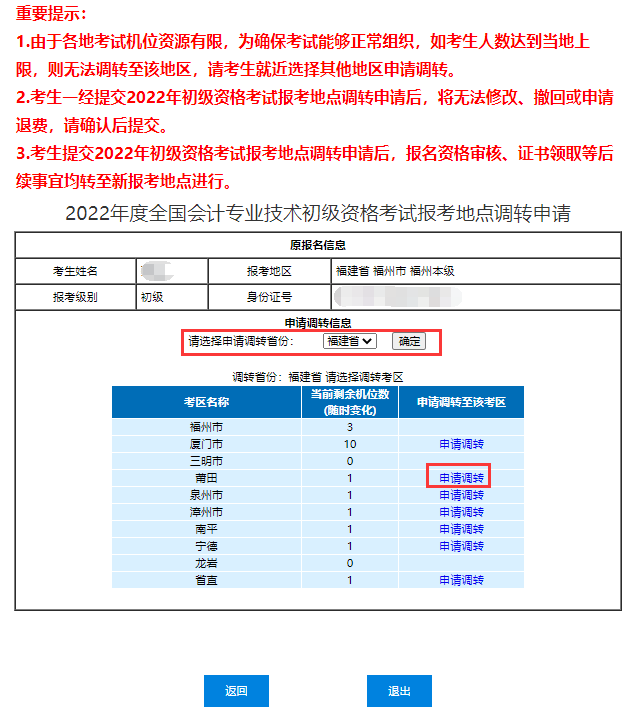 重要提示：
1.由于各地考试机位资源有限，为确保考试能够正常组织，如考生人数达到当地上
限，则无法调转至该地区，请考生就近选择其他地区申请调转。
2.考生一经提交2022年初级资格考试报考地点调转申请后，将无法修改、撤回或申请
退费，请确认后提交。
3.考生提交2022年初级资格考试报考地点调转申请后，报名资格审核、证书领取等后
续事宜均转至新报考地点进行。
2022年度全国会计专业技术初级资格考试报考地点调转申请
原报名信息
考生姓名 报考地区 福建省 福州市 福州本级
报考级别 初级 身份证号
申请调转信息
请选择申请调转省份： 福建省 确定
调转省份：福建省 请选择调转考区
考区名称 当前剩余机位数 申请调转至该考区
(随时变化)
福州市 3
厦门市 10 申请调转
三明市 0
莆田 1 申请调转
泉州市 1 申请调转
漳州市 1 申请调转
南平 1 申请调转
宁德 1 申请调转
龙岩 0
省直 1 申请调转
返回 退出